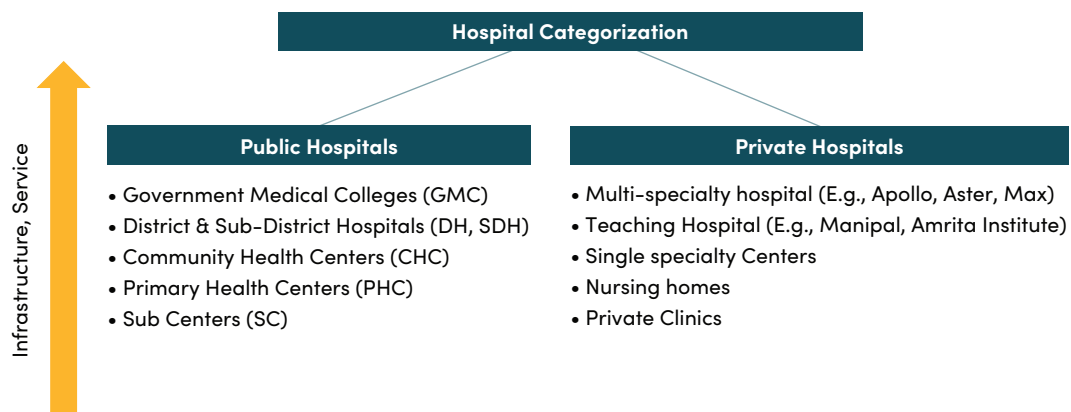 Hospital Categorization
Infrastructure, Service
Public Hospitals
• Government Medical Colleges (GMC)
• District & Sub-District Hospitals (DH, SDH)
• Community Health Centers (CHC)
• Primary Health Centers (PHC)
• Sub Centers (SC)
Private Hospitals
• Multi-specialty hospital (E.g., Apollo, Aster, Max)
• Teaching Hospital (E.g., Manipal, Amrita Institute)
• Single specialty Centers
• Nursing homes
• Private Clinics